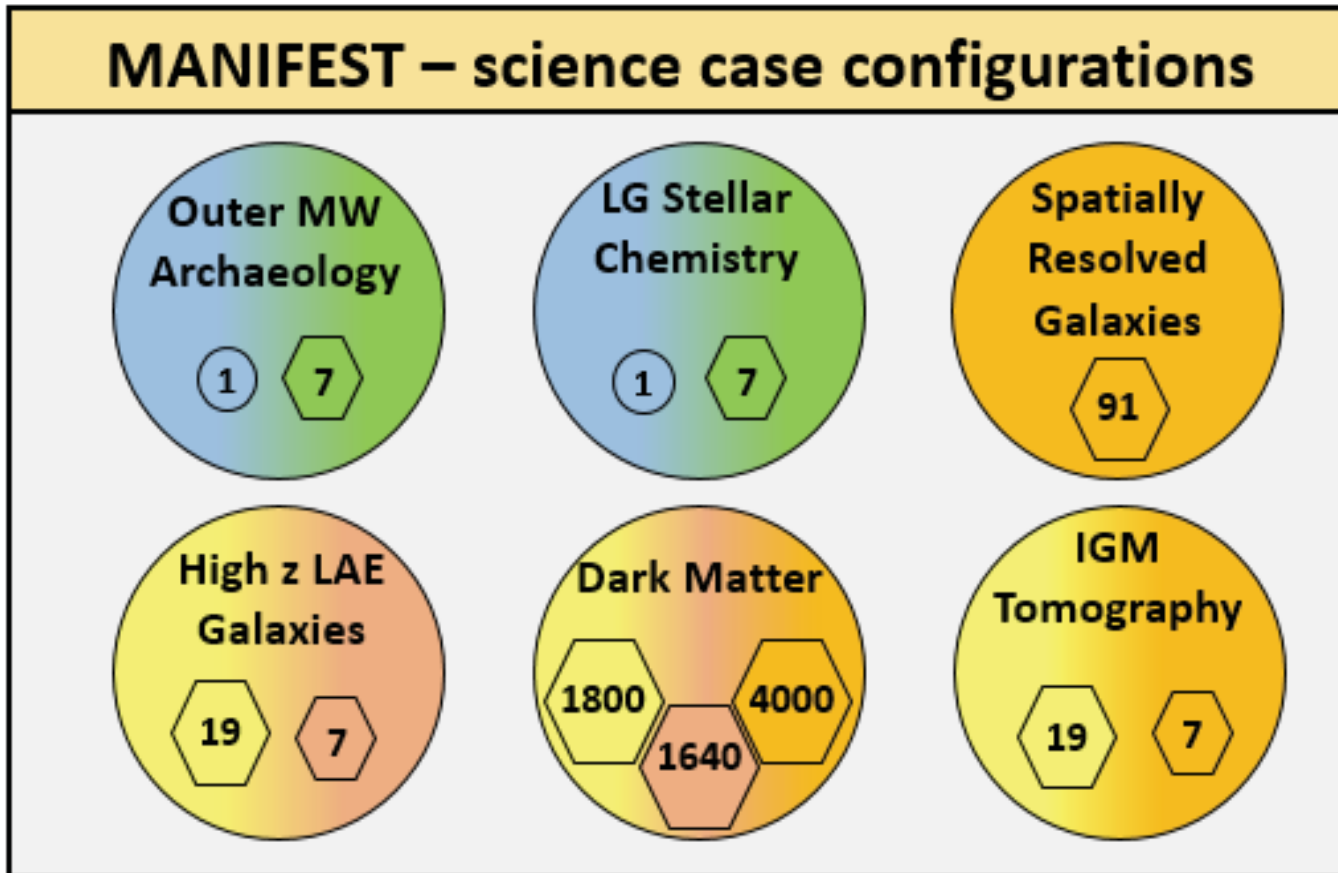 MANIFEST – science case configurations
Outer MW
Archaeology
1 7
LG Stellar
Chemistry
1 7
Spatially
Resolved
Galaxies
91
High z LAE
Galaxies
19 7
Dark Matter
1800 4000
1640
IGM
Tomography
19 7